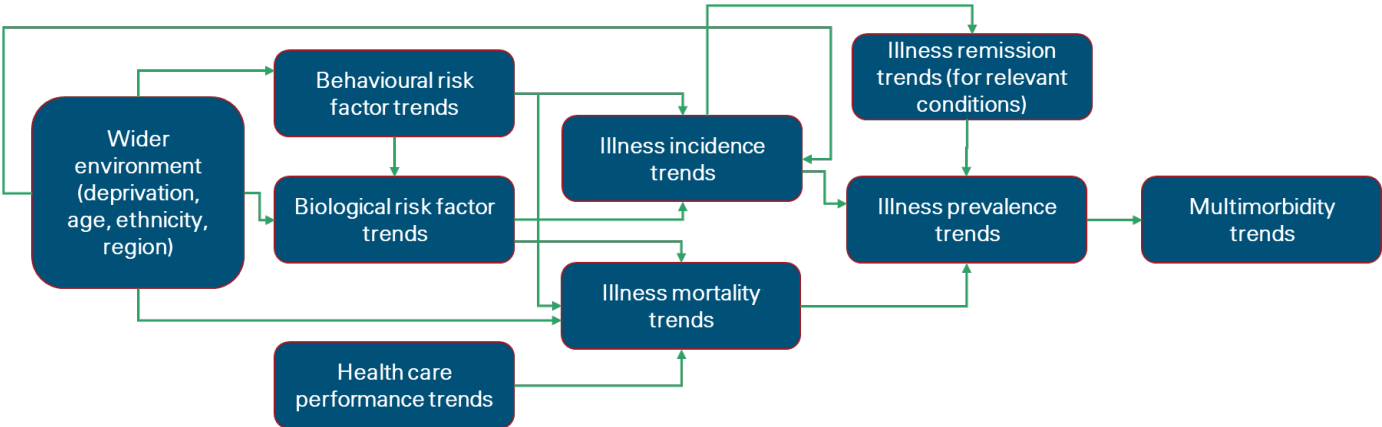 Wider
environment
(deprivation,
age, ethnicity,
region)
Behavioural risk
factor trends
Biological risk factor
trends
Health care
performance trends
Illness incidence
trends
Illness mortality
trends
Illness remission
trends (for relevant
conditions)
Illness prevalence
trends
Multimorbidity
trends